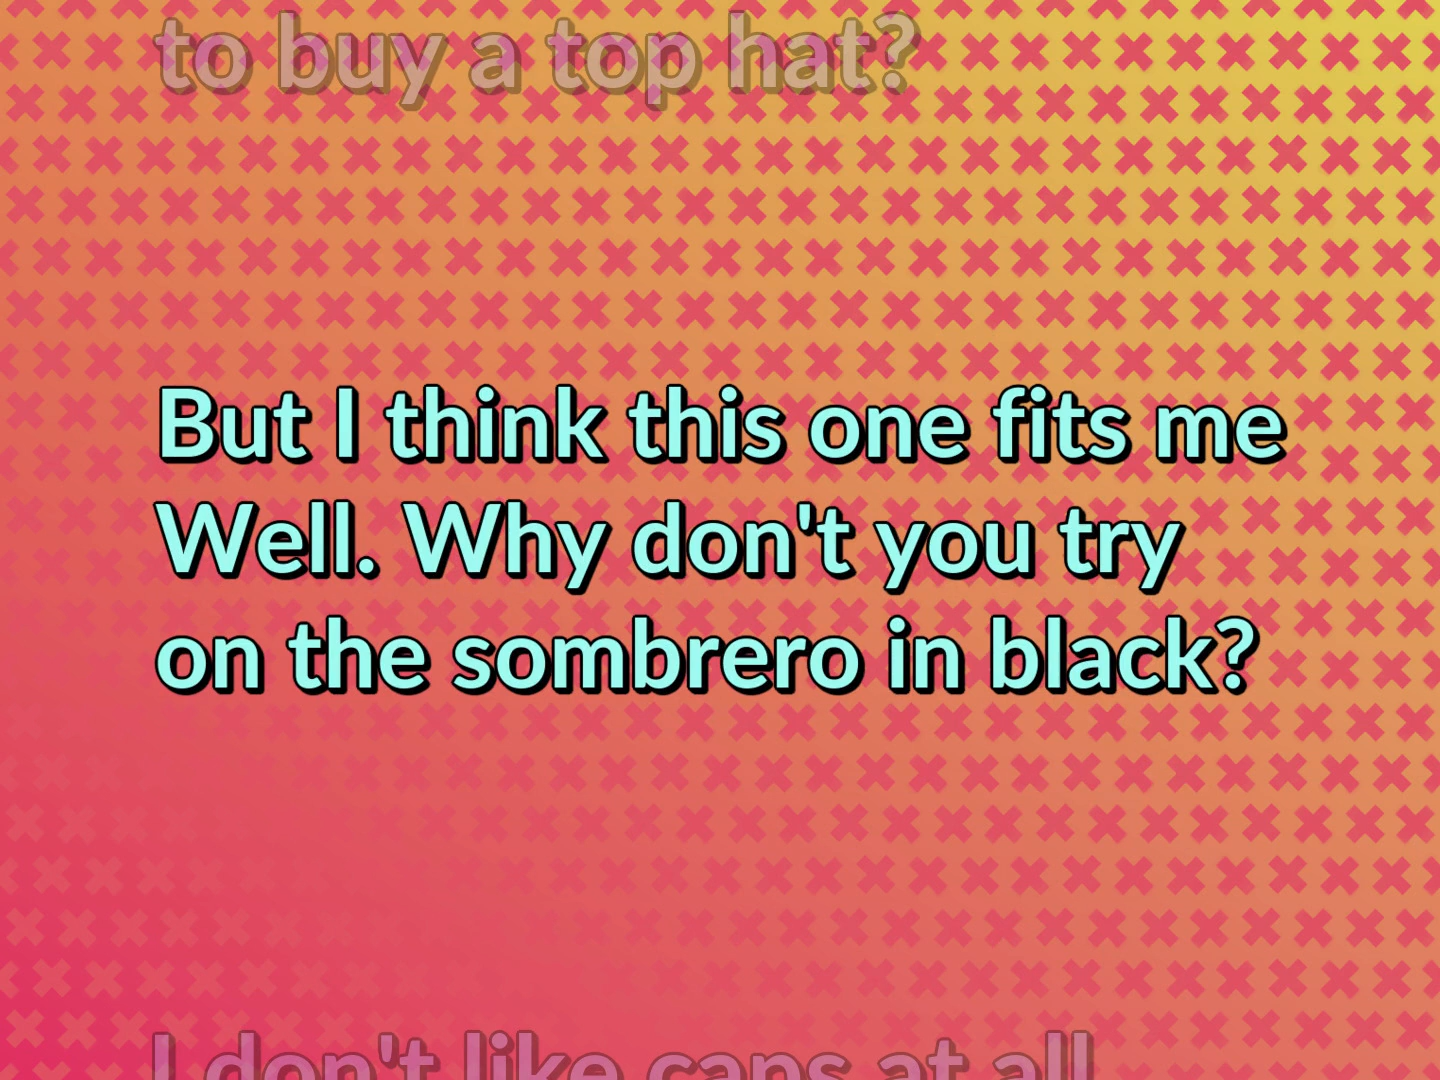 to buy a top hat?
But I think this one fits me
Well. Why don't you try
on the sombrero in black?
I don't like caps at all